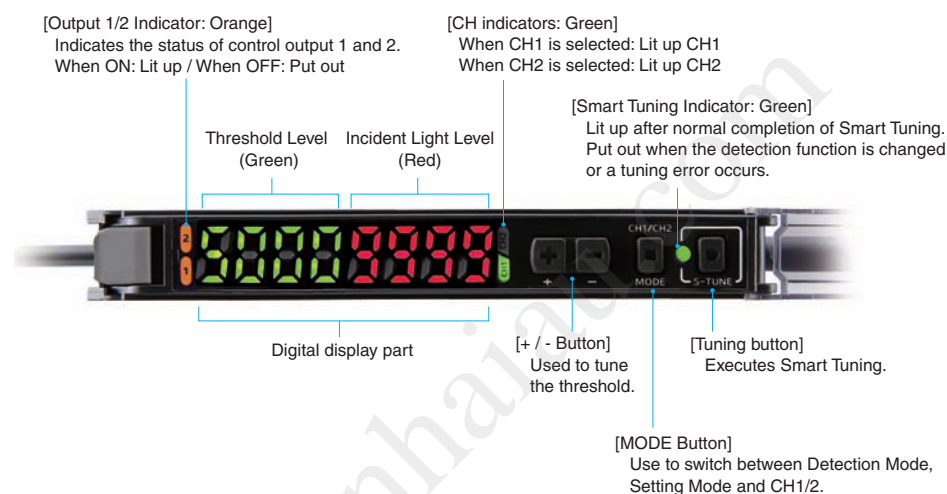 [Output 1/2 Indicator: Orange]
Indicates the status of control output 1 and 2.
When ON: Lit up / When OFF: Put out
[CH indicators: Green]
When CH1 is selected: Lit up CH1
When CH2 is selected: Lit up CH2
[Smart Tuning Indicator: Green]
Lit up after normal completion of Smart Tuning.
Put out when the detection function is changed
or a tuning error occurs.
Threshold Level
(Green)
Incident Light Level
(Red)
2
1
CH2
CH1
+ -
+ -
CH1/CH2
MODE
S-TUNE
Digital display part
[+ / - Button]
Used to tune
the threshold.
[Tuning button]
Executes Smart Tuning.
[MODE Button]
Use to switch between Detection Mode,
Setting Mode and CH1/2.